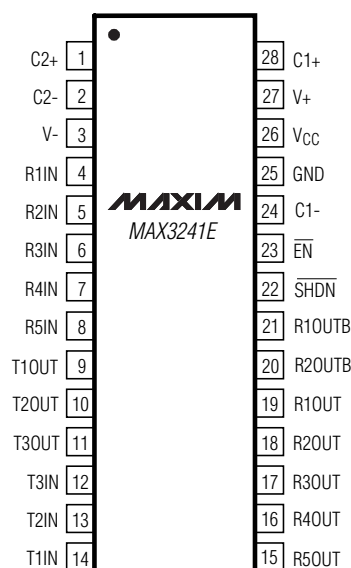 C2+ 1 28 C1+
C2- 2 27 V+
V- 3 26 VCC
R1IN 4 25 GND
R2IN 5 MAXIM 24 C1-
MAX3241E
R3IN 6 23 EN
R4IN 7 22 SHDN
R5IN 8 21 R1OUTB
T1OUT 9 20 R2OUTB
T2OUT 10 19 R1OUT
T3OUT 11 18 R2OUT
T3IN 12 17 R3OUT
T2IN 13 16 R4OUT
T1IN 14 15 R5OUT